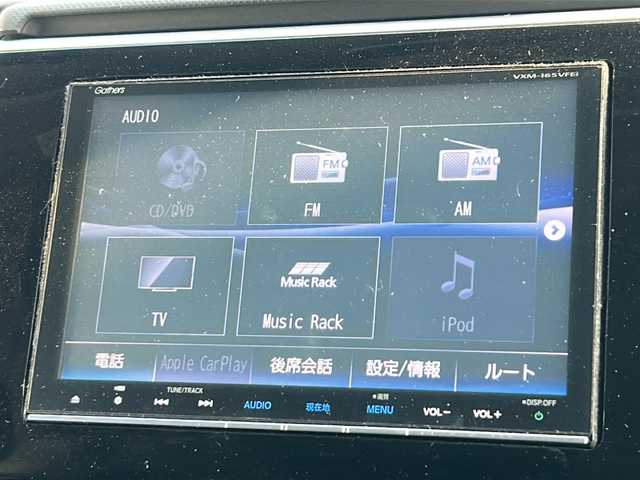 Gathers
VXM-165VFEi
AUDIO
CD/DVD
FM
FM
AM
AM
TV
Music Rack
Music Rack
iPod
電話
Apple CarPlay
後席会話
設定/情報
ルート
TUNE/TRACK
AUDIO
現在地
画質
MENU
VOL−
VOL+
DISP.OFF